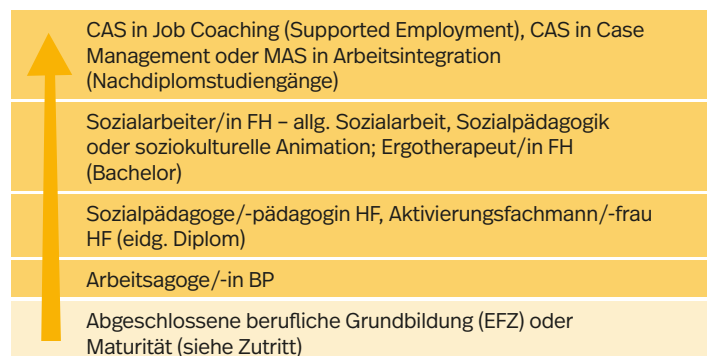 CAS in Job Coaching (Supported Employment), CAS in Case
Management oder MAS in Arbeitsintegration
(Nachdiplomstudiengänge)
Sozialarbeiter/in FH – allg. Sozialarbeit, Sozialpädagogik
oder soziokulturelle Animation; Ergotherapeut/in FH
(Bachelor)
Sozialpädagoge/-pädagogin HF, Aktivierungsfachmann/-frau
HF (eidg. Diplom)
Arbeitsagoge/-in BP
Abgeschlossene berufliche Grundbildung (EFZ) oder
Maturität (siehe Zutritt)